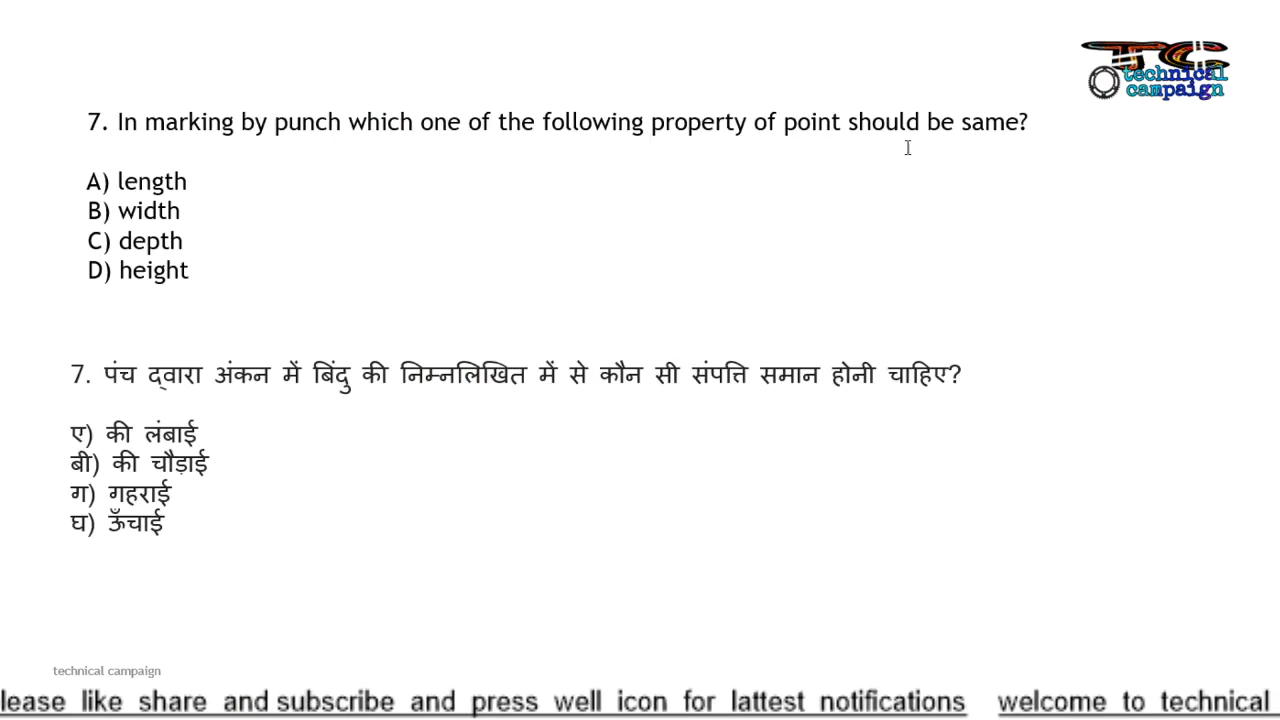 TC
technical
campaign
7. In marking by punch which one of the following property of point should be same?
A) length
B) width
C) depth
D) height
7. पंच द्वारा अंकन में बिंदु की निम्नलिखित में से कौन सी संपत्ति समान होनी चाहिए?
ए) की लंबाई
बी) की चौड़ाई
ग) गहराई
घ) ऊँचाई
technical campaign
lease like share and subscribe and press well icon for lattest notifications welcome to technical